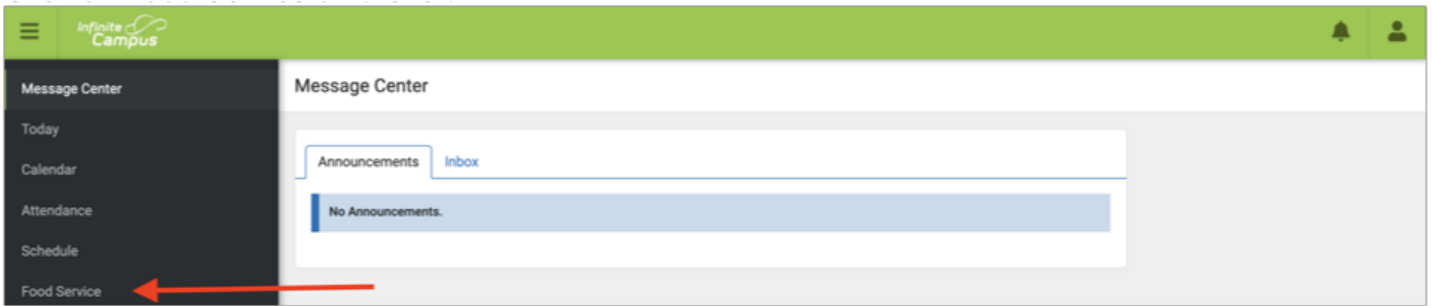 Infinite
Campus
Message Center
Today
Calendar
Attendance
Schedule
Food Service
Message Center
Announcements Inbox
No Announcements.